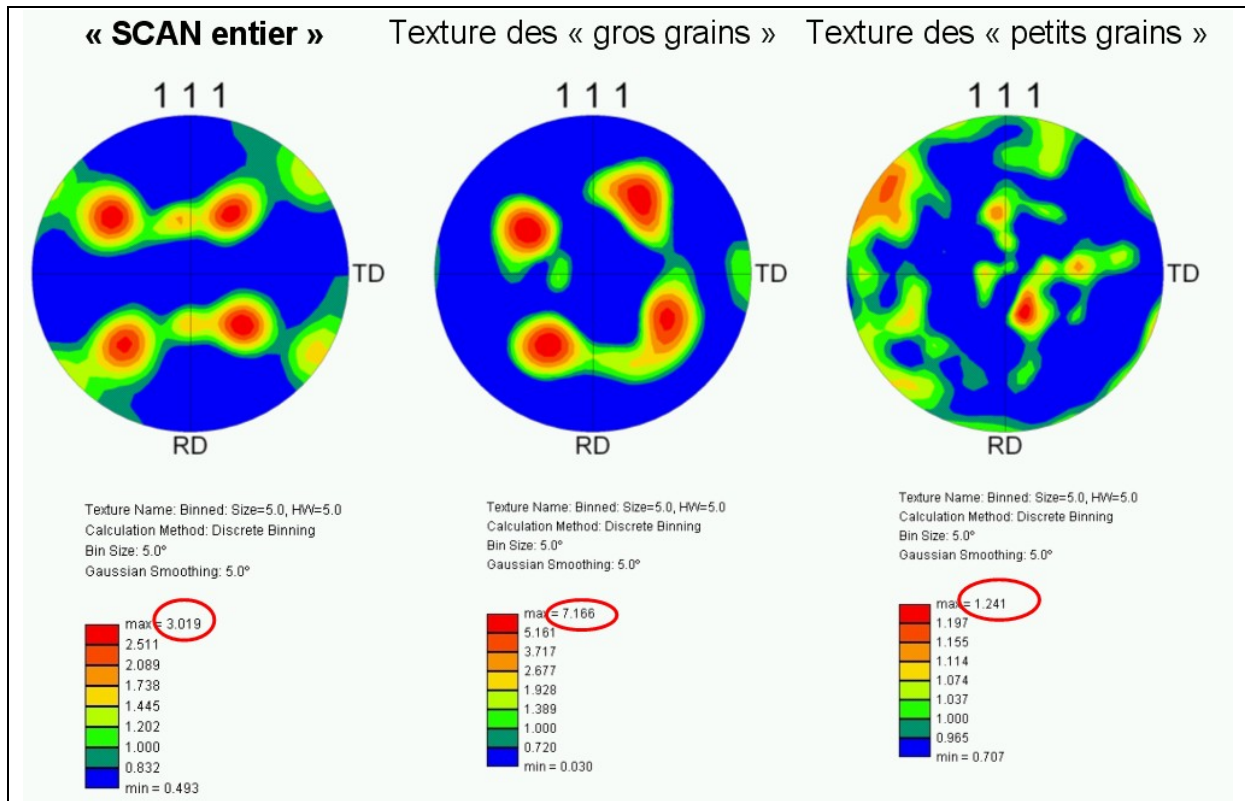 « SCAN entier »
Texture des « gros grains »
Texture des « petits grains »
1 1 1
TD
RD
Texture Name: Binned: Size=5.0, HW=5.0
Calculation Method: Discrete Binning
Bin Size: 5.0°
Gaussian Smoothing: 5.0°
max = 3.019
2.511
2.089
1.738
1.445
1.202
1.000
0.832
min = 0.493
1 1 1
TD
RD
Texture Name: Binned: Size=5.0, HW=5.0
Calculation Method: Discrete Binning
Bin Size: 5.0°
Gaussian Smoothing: 5.0°
max = 7.166
5.161
3.717
2.677
1.928
1.389
1.000
0.720
min = 0.030
1 1 1
TD
RD
Texture Name: Binned: Size=5.0, HW=5.0
Calculation Method: Discrete Binning
Bin Size: 5.0°
Gaussian Smoothing: 5.0°
max = 1.241
1.197
1.155
1.114
1.074
1.037
1.000
0.965
min = 0.707